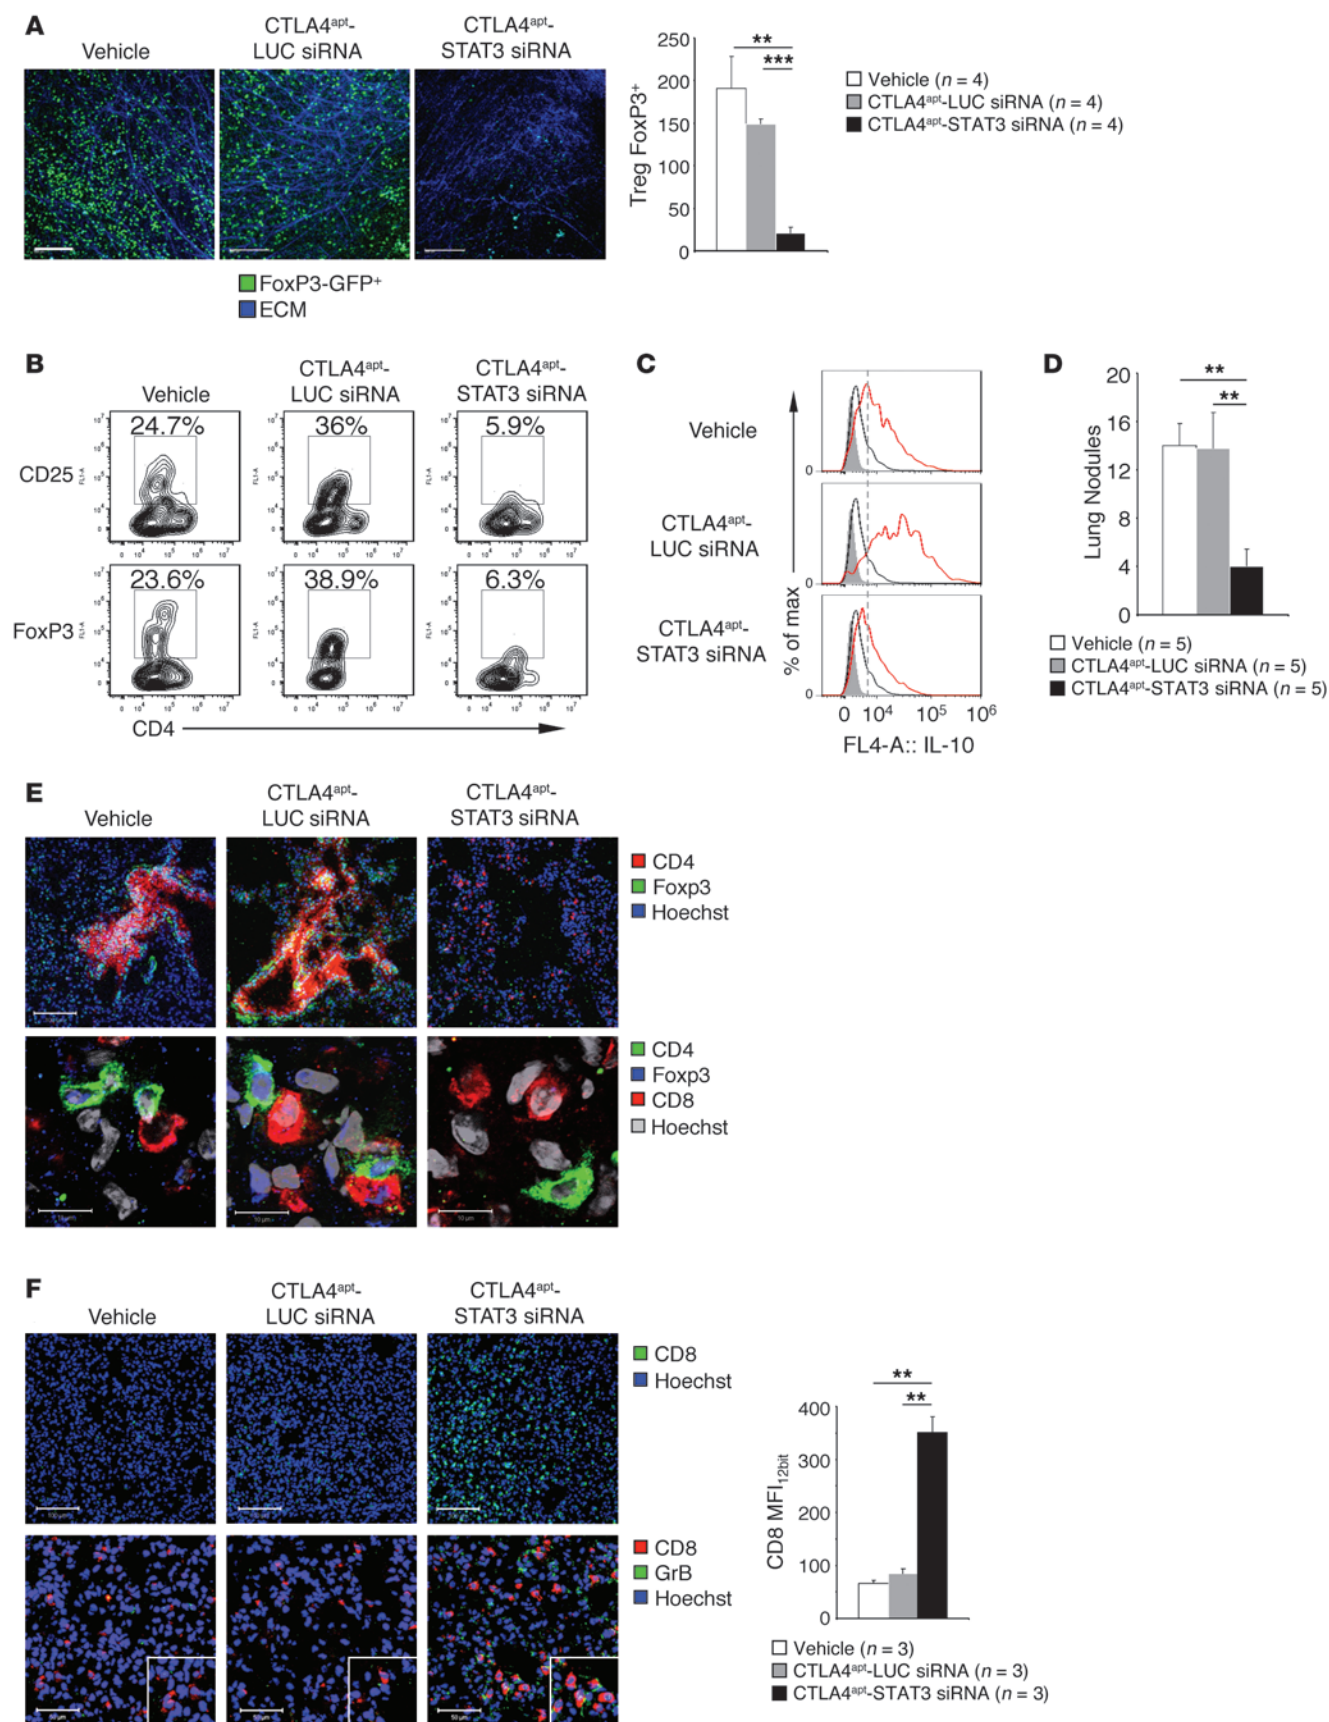 A
Vehicle
CTLA4apt-
LUC siRNA
CTLA4apt-
STAT3 siRNA
FoxP3-GFP+
ECM
Treg FoxP3+
250
200
150
100
50
0
**
***
Vehicle (n = 4)
CTLA4apt-LUC siRNA (n = 4)
CTLA4apt-STAT3 siRNA (n = 4)
B
Vehicle
CTLA4apt-
LUC siRNA
CTLA4apt-
STAT3 siRNA
CD25
24.7%
36%
5.9%
FoxP3
23.6%
38.9%
6.3%
CD4
C
Vehicle
CTLA4apt-
LUC siRNA
CTLA4apt-
STAT3 siRNA
% of max
0
0
0
0 10⁴ 10⁵ 10⁶
FL4-A:: IL-10
D
Lung Nodules
20
16
12
8
4
0
**
**
Vehicle (n = 5)
CTLA4apt-LUC siRNA (n = 5)
CTLA4apt-STAT3 siRNA (n = 5)
E
Vehicle
CTLA4apt-
LUC siRNA
CTLA4apt-
STAT3 siRNA
CD4
Foxp3
Hoechst
CD4
Foxp3
CD8
Hoechst
F
Vehicle
CTLA4apt-
LUC siRNA
CTLA4apt-
STAT3 siRNA
CD8
Hoechst
CD8
GrB
Hoechst
CD8 MFI12bit
400
300
200
100
0
**
**
Vehicle (n = 3)
CTLA4apt-LUC siRNA (n = 3)
CTLA4apt-STAT3 siRNA (n = 3)